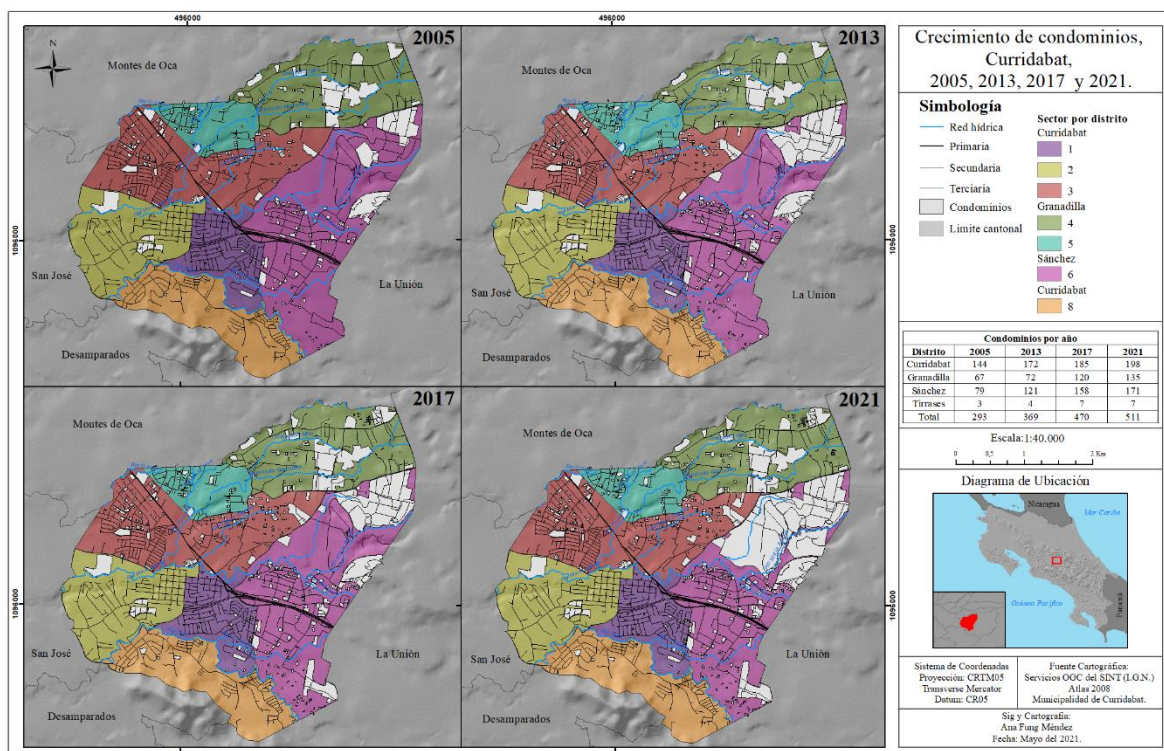 496000
496000
2005
2013
N
Montes de Oca
Montes de Oca
1096000
1096000
San José
La Unión
San José
La Unión
Desamparados
Desamparados
2017
2021
Montes de Oca
Montes de Oca
1096000
1096000
San José
La Unión
San José
La Unión
Desamparados
Desamparados
496000
496000
Crecimiento de condominios,
Curridabat,
2005, 2013, 2017 y 2021.
Simbología
Red hídrica
Primaria
Secundaria
Terciaria
Condominios
Limite cantonal
Sector por distrito
Curridabat
1
2
3
Granadilla
4
5
Sánchez
6
Curridabat
8
Condominios por año
Distrito 2005 2013 2017 2021
Curridabat 144 172 185 198
Granadilla 67 72 120 135
Sánchez 79 121 158 171
Tirrases 3 4 7 7
Total 293 369 470 511
Escala:1:40.000
0 0,5 1 2 Km
Diagrama de Ubicación
Nicaragua
Mar Caribe
Océano Pacífico
Panamá
Sistema de Coordenadas
Proyección: CRTM05
Transverse Mercator
Datum: CR05
Fuente Cartográfica:
Servicios OGC del SINT (I.G.N.)
Atlas 2008
Municipalidad de Curridabat.
Sig y Cartografía:
Ana Fung Méndez
Fecha: Mayo del 2021.